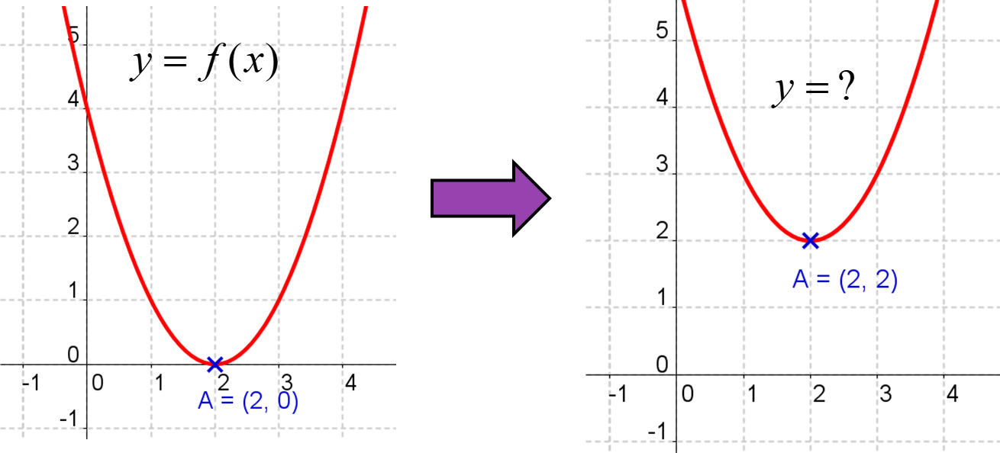 5
y = f(x)
4
3
2
1
0
-1 0 1 2 3 4
A = (2, 0)
-1
5
y = ?
4
3
2
A = (2, 2)
1
0
-1 0 1 2 3 4
-1